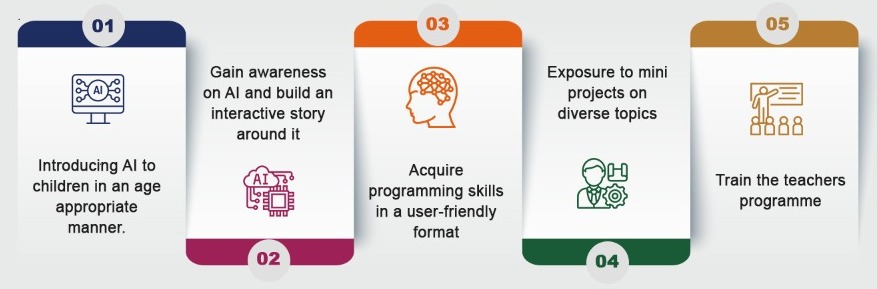 01
AI
Introducing AI to
children in an age
appropriate
manner.
Gain awareness
on AI and build an
interactive story
around it
AI
02
03
Acquire
programming skills
in a user-friendly
format
Exposure to mini
projects on
diverse topics
04
05
Train the teachers
programme